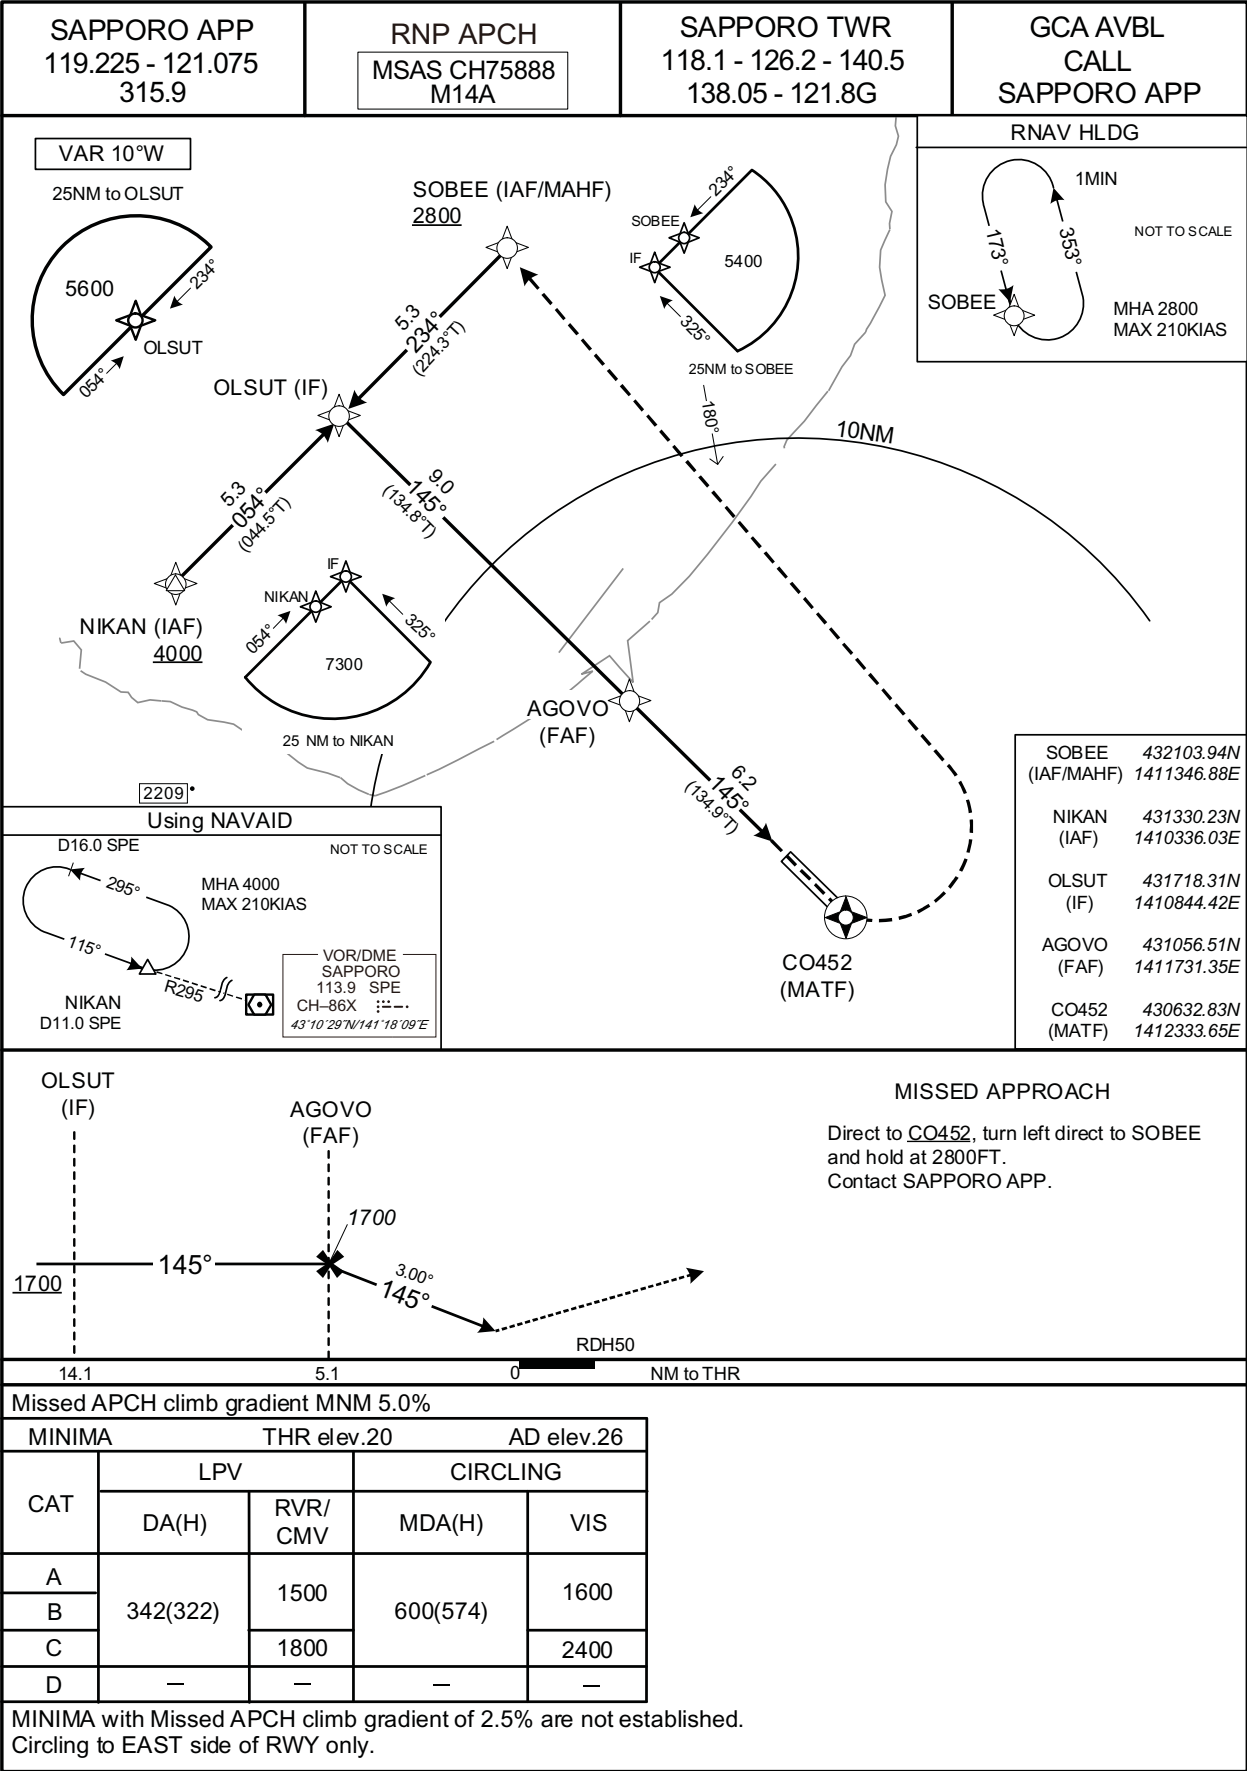 SAPPORO APP
119.225 - 121.075
315.9
RNP APCH
MSAS CH75888
M14A
SAPPORO TWR
118.1 - 126.2 - 140.5
138.05 - 121.8G
GCA AVBL
CALL
SAPPORO APP
VAR 10°W
25NM to OLSUT
5600
234°
OLSUT
054°
SOBEE (IAF/MAHF)
2800
5.3
234°
(224.3°T)
234°
SOBEE
IF
5400
325°
25NM to SOBEE
180°
RNAV HLDG
1MIN
173°
353°
NOT TO SCALE
SOBEE
MHA 2800
MAX 210KIAS
OLSUT (IF)
10NM
9.0
145°
(134.8°T)
5.3
054°
(044.5°T)
NIKAN (IAF)
4000
IF
NIKAN
054°
325°
7300
25 NM to NIKAN
AGOVO
(FAF)
6.2
145°
(134.9°T)
CO452
(MATF)
2209
Using NAVAID
D16.0 SPE
NOT TO SCALE
295°
MHA 4000
MAX 210KIAS
115°
R295
NIKAN
D11.0 SPE
VOR/DME
SAPPORO
113.9 SPE
CH–86X
43°10'29"N/141°18'09"E
SOBEE 432103.94N
(IAF/MAHF) 1411346.88E
NIKAN 431330.23N
(IAF) 1410336.03E
OLSUT 431718.31N
(IF) 1410844.42E
AGOVO 431056.51N
(FAF) 1411731.35E
CO452 430632.83N
(MATF) 1412333.65E
OLSUT
(IF)
AGOVO
(FAF)
1700
145°
1700
3.00°
145°
RDH50
14.1 5.1 0 NM to THR
MISSED APPROACH
Direct to CO452, turn left direct to SOBEE
and hold at 2800FT.
Contact SAPPORO APP.
Missed APCH climb gradient MNM 5.0%
MINIMA THR elev.20 AD elev.26
CAT LPV CIRCLING
DA(H) RVR/
CMV MDA(H) VIS
A
B 342(322) 1500 600(574) 1600
C 1800 2400
D — — — —
MINIMA with Missed APCH climb gradient of 2.5% are not established.
Circling to EAST side of RWY only.